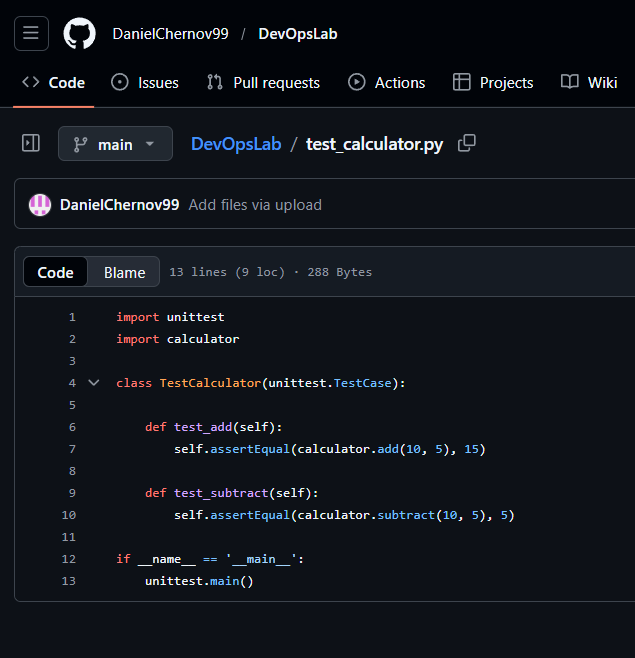 DanielChernov99 / DevOpsLab
Code Issues Pull requests Actions Projects Wiki
main DevOpsLab / test_calculator.py
DanielChernov99 Add files via upload
Code Blame 13 lines (9 loc) · 288 Bytes
1 import unittest
2 import calculator
3
4 class TestCalculator(unittest.TestCase):
5
6     def test_add(self):
7         self.assertEqual(calculator.add(10, 5), 15)
8
9     def test_subtract(self):
10         self.assertEqual(calculator.subtract(10, 5), 5)
11
12 if __name__ == '__main__':
13     unittest.main()